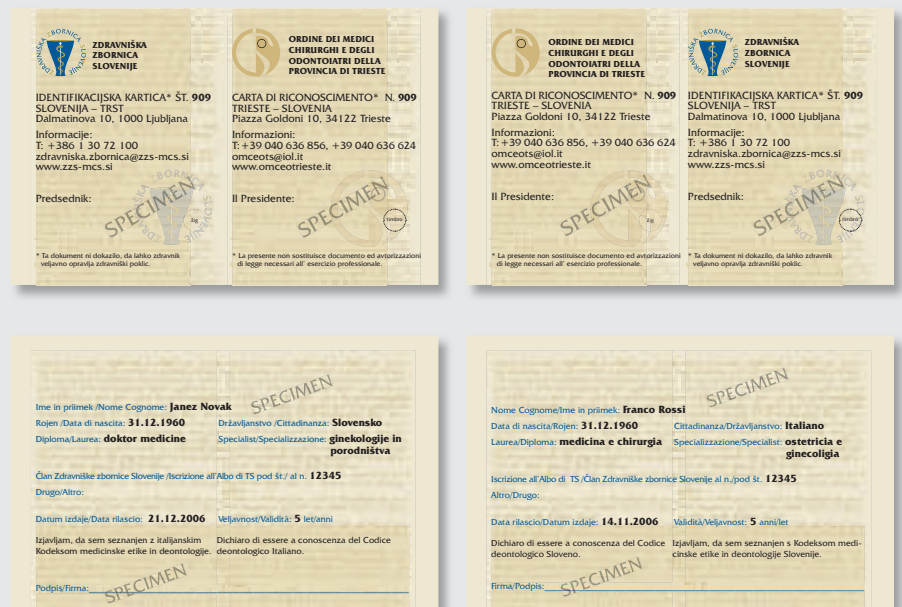 ZDRAVNIŠKA ZBORNICA SLOVENIJE
ZDRAVNIŠKA
ZBORNICA
SLOVENIJE
IDENTIFIKACIJSKA KARTICA* ŠT. 909
SLOVENIJA – TRST
Dalmatinova 10, 1000 Ljubljana
Informacije:
T: +386 1 30 72 100
zdravniska.zbornica@zzs-mcs.si
www.zzs-mcs.si
Predsednik:
SPECIMEN
ZDRAVNIŠKA ZBORNICA SLOVENIJE
žig
* Ta dokument ni dokazilo, da lahko zdravnik
veljavno opravlja zdravniški poklic.
ORDINE DEI MEDICI
CHIRURGHI E DEGLI
ODONTOIATRI DELLA
PROVINCIA DI TRIESTE
CARTA DI RICONOSCIMENTO* N. 909
TRIESTE – SLOVENIA
Piazza Goldoni 10, 34122 Trieste
Informazioni:
T: +39 040 636 856, +39 040 636 624
omceots@iol.it
www.omceotrieste.it
Il Presidente:
SPECIMEN
timbro
* La presente non sostituisce documento ed avtorizzazioni
di legge necessari all' esercizio professionale.
ORDINE DEI MEDICI
CHIRURGHI E DEGLI
ODONTOIATRI DELLA
PROVINCIA DI TRIESTE
CARTA DI RICONOSCIMENTO* N. 909
TRIESTE – SLOVENIA
Piazza Goldoni 10, 34122 Trieste
Informazioni:
T: +39 040 636 856, +39 040 636 624
omceots@iol.it
www.omceotrieste.it
Il Presidente:
SPECIMEN
žig
* La presente non sostituisce documento ed avtorizzazioni
di legge necessari all' esercizio professionale.
ZDRAVNIŠKA ZBORNICA SLOVENIJE
ZDRAVNIŠKA
ZBORNICA
SLOVENIJE
IDENTIFIKACIJSKA KARTICA* ŠT. 909
SLOVENIJA – TRST
Dalmatinova 10, 1000 Ljubljana
Informacije:
T: +386 1 30 72 100
zdravniska.zbornica@zzs-mcs.si
www.zzs-mcs.si
Predsednik:
SPECIMEN
ZDRAVNIŠKA ZBORNICA SLOVENIJE
timbro
* Ta dokument ni dokazilo, da lahko zdravnik
veljavno opravlja zdravniški poklic.
SPECIMEN
Ime in priimek /Nome Cognome: Janez Novak
Rojen /Data di nascita: 31.12.1960 Državljanstvo /Cittadinanza: Slovensko
Diploma/Laurea: doktor medicine Specialist/Specializzazione: ginekologije in
porodništva
Član Zdravniške zbornice Slovenije /Iscrizione all'Albo di TS pod št./ al n. 12345
Drugo/Altro:
Datum izdaje/Data rilascio: 21.12.2006 Veljavnost/Validità: 5 let/anni
Izjavljam, da sem seznanjen z italijanskim Dichiaro di essere a conoscenza del Codice
Kodeksom medicinske etike in deontologije. deontologico Italiano.
SPECIMEN
Podpis/Firma:
SPECIMEN
Nome Cognome/Ime in priimek: Franco Rossi
Data di nascita/Rojen: 31.12.1960 Cittadinanza/Državljanstvo: Italiano
Laurea/Diploma: medicina e chirurgia Specializzazione/Specialist: ostetricia e
ginecoligia
Iscrizione all'Albo di TS /Član Zdravniške zbornice Slovenije al n./pod št. 12345
Altro/Drugo:
Data rilascio/Datum izdaje: 14.11.2006 Validità/Veljavnost: 5 anni/let
Dichiaro di essere a conoscenza del Codice Izjavljam, da sem seznanjen s Kodeksom medi-
deontologico Sloveno. cinske etike in deontologije Slovenije.
SPECIMEN
Firma/Podpis: